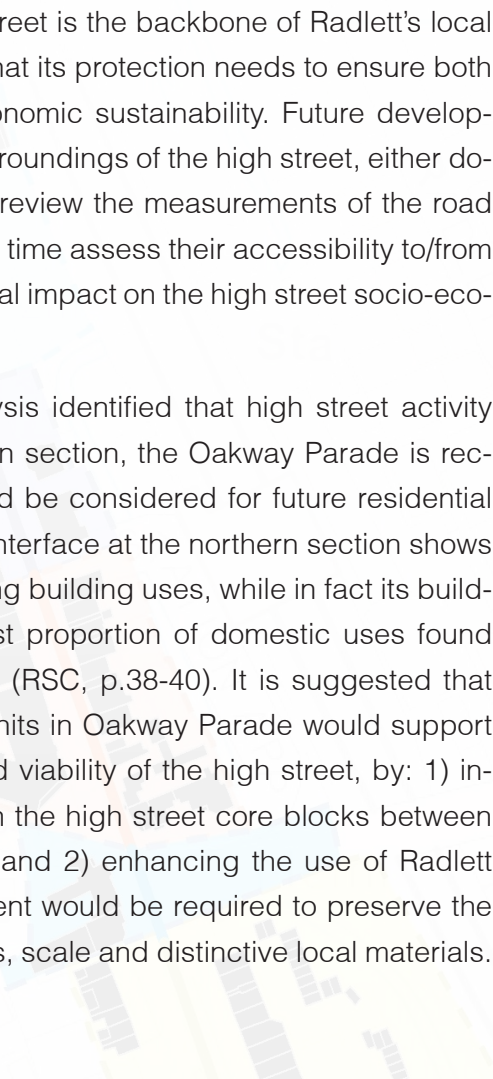 reet is the backbone of Radlett’s local
hat its protection needs to ensure both
onomic sustainability. Future develop-
roundings of the high street, either do-
review the measurements of the road
time assess their accessibility to/from
al impact on the high street socio-eco-
ysis identified that high street activity
n section, the Oakway Parade is rec-
d be considered for future residential
nterface at the northern section shows
ng building uses, while in fact its build-
st proportion of domestic uses found
(RSC, p.38-40). It is suggested that
nits in Oakway Parade would support
d viability of the high street, by: 1) in-
n the high street core blocks between
and 2) enhancing the use of Radlett
ent would be required to preserve the
s, scale and distinctive local materials.